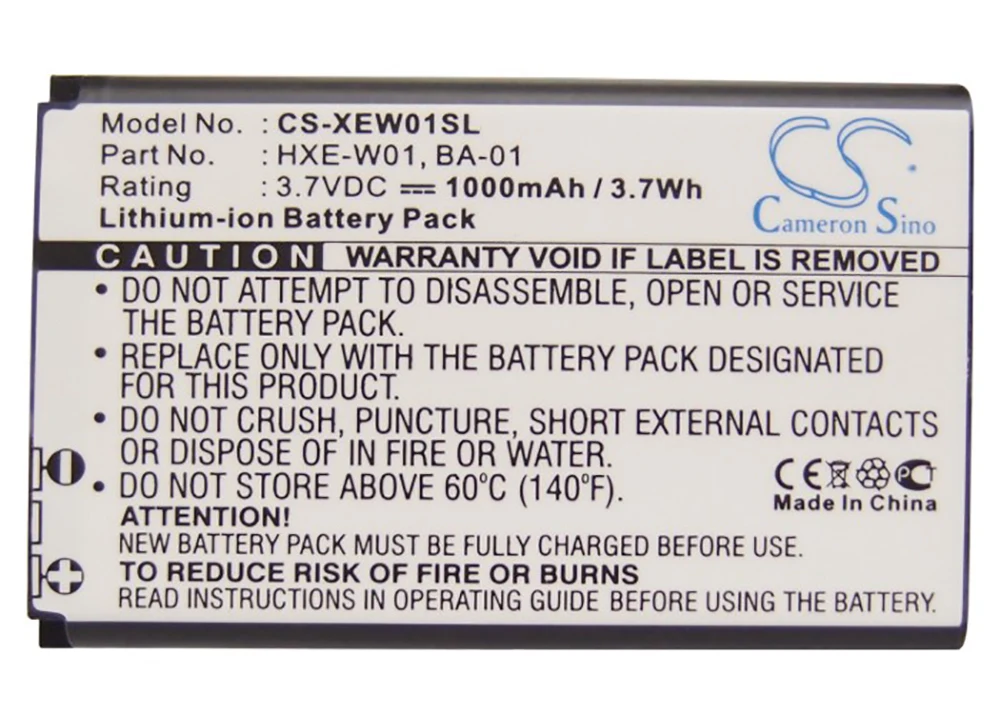 Model No. : CS-XEW01SL
Part No. : HXE-W01, BA-01
Rating : 3.7VDC 1000mAh / 3.7Wh
Lithium-ion Battery Pack
CS
Cameron Sino
CAUTION WARRANTY VOID IF LABEL IS REMOVED
• DO NOT ATTEMPT TO DISASSEMBLE, OPEN OR SERVICE
THE BATTERY PACK.
• REPLACE ONLY WITH THE BATTERY PACK DESIGNATED
FOR THIS PRODUCT.
• DO NOT CRUSH, PUNCTURE, SHORT EXTERNAL CONTACTS
OR DISPOSE OF IN FIRE OR WATER.
• DO NOT STORE ABOVE 60°C (140°F).
CE PCT
Made In China
ATTENTION!
NEW BATTERY PACK MUST BE FULLY CHARGED BEFORE USE.
TO REDUCE RISK OF FIRE OR BURNS
READ INSTRUCTIONS IN OPERATING GUIDE BEFORE USING THE BATTERY.